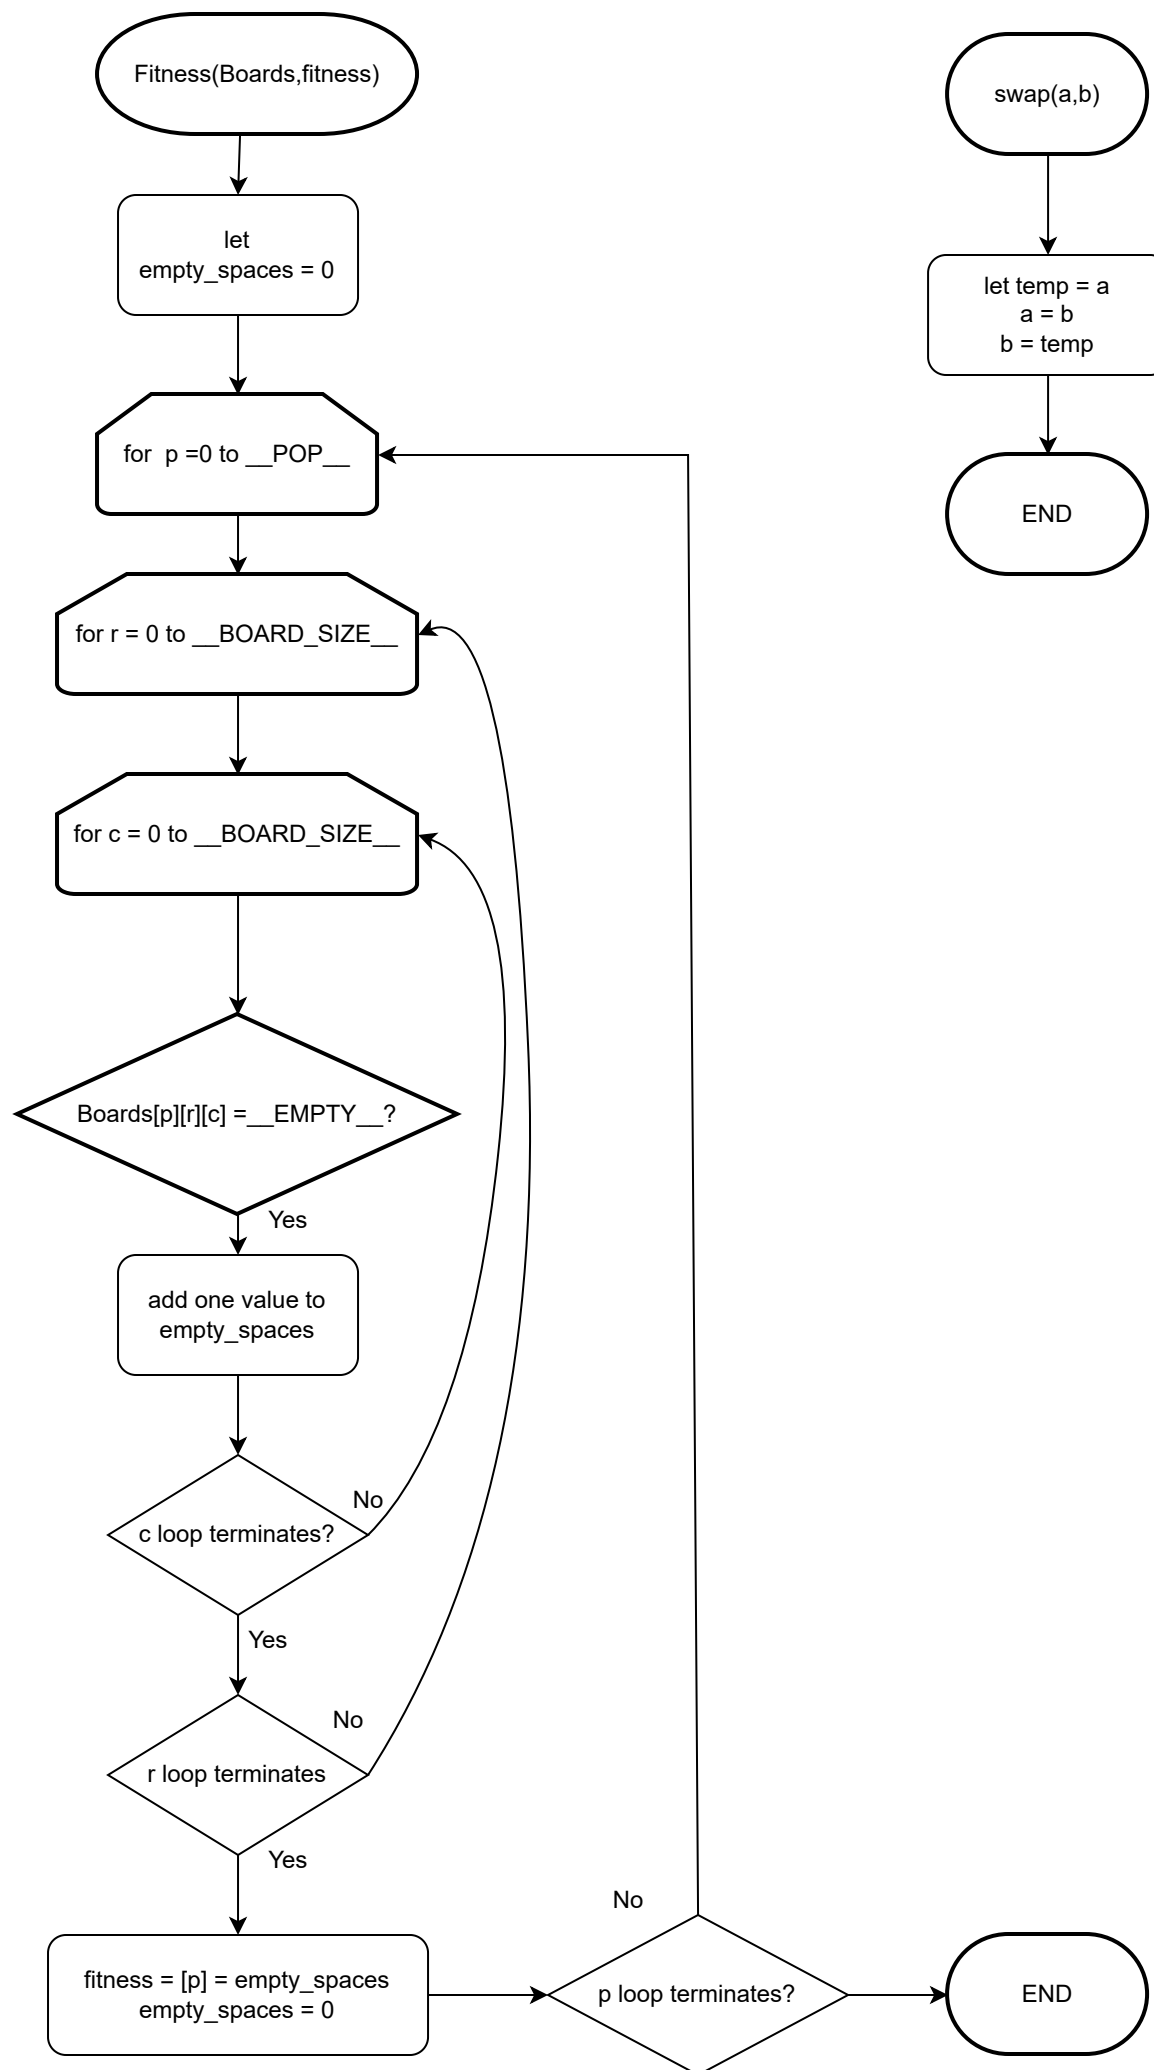 Fitness(Boards,fitness)
let
empty_spaces = 0
for  p =0 to __POP__
for r = 0 to __BOARD_SIZE__
for c = 0 to __BOARD_SIZE__
Boards[p][r][c] =__EMPTY__?
Yes
add one value to
empty_spaces
No
c loop terminates?
Yes
No
r loop terminates
Yes
fitness = [p] = empty_spaces
empty_spaces = 0
No
p loop terminates?
END
swap(a,b)
let temp = a
a = b
b = temp
END